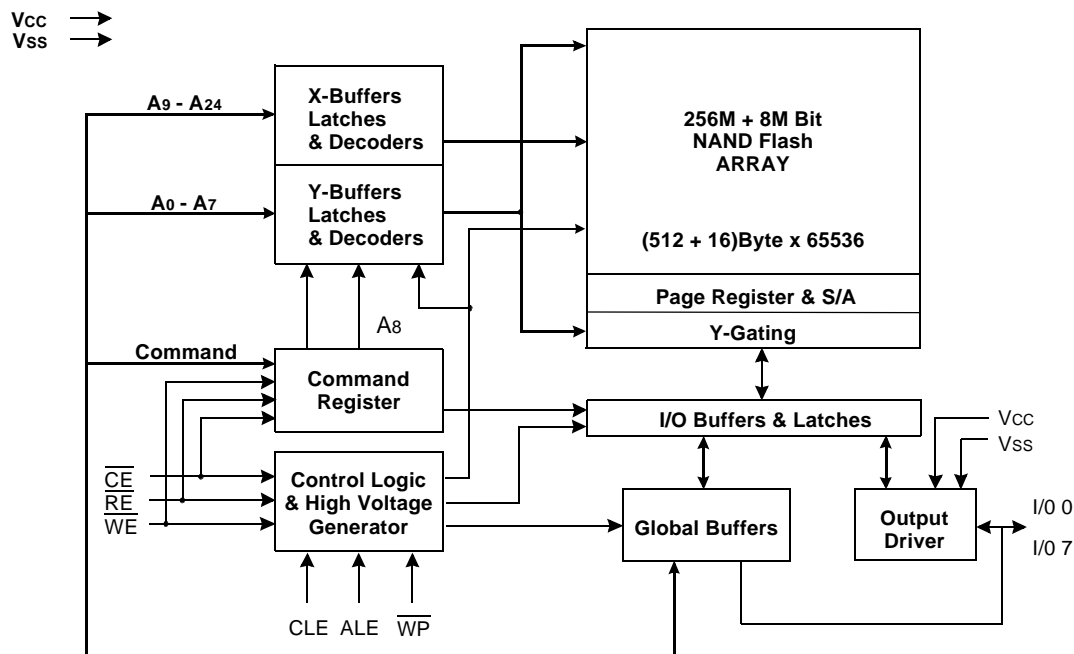 VCC
VSS
A9 - A24
X-Buffers
Latches
& Decoders
256M + 8M Bit
NAND Flash
ARRAY
A0 - A7
Y-Buffers
Latches
& Decoders
(512 + 16)Byte x 65536
Page Register & S/A
Y-Gating
A8
Command
Command
Register
I/O Buffers & Latches
VCC
VSS
CE
RE
WE
Control Logic
& High Voltage
Generator
Global Buffers
Output
Driver
I/0 0
I/0 7
CLE
ALE
WP